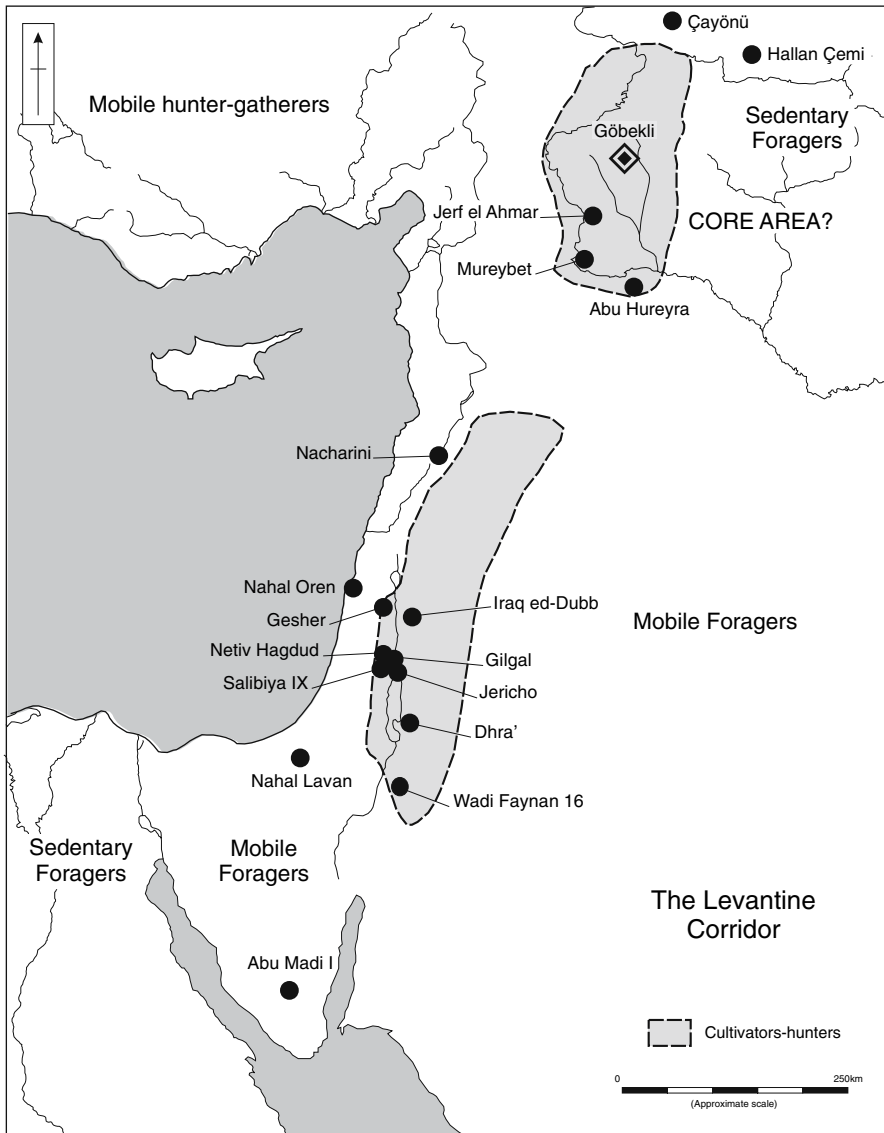 Çayönü
Hallan Çemi
Mobile hunter-gatherers
Sedentary
Foragers
Göbekli
Jerf el Ahmar
CORE AREA?
Mureybet
Abu Hureyra
Nacharini
Nahal Oren
Iraq ed-Dubb
Gesher
Mobile Foragers
Netiv Hagdud
Gilgal
Salibiya IX
Jericho
Dhra'
Nahal Lavan
Wadi Faynan 16
Sedentary
Foragers
Mobile
Foragers
The Levantine
Corridor
Abu Madi I
Cultivators-hunters
0 250km
(Approximate scale)